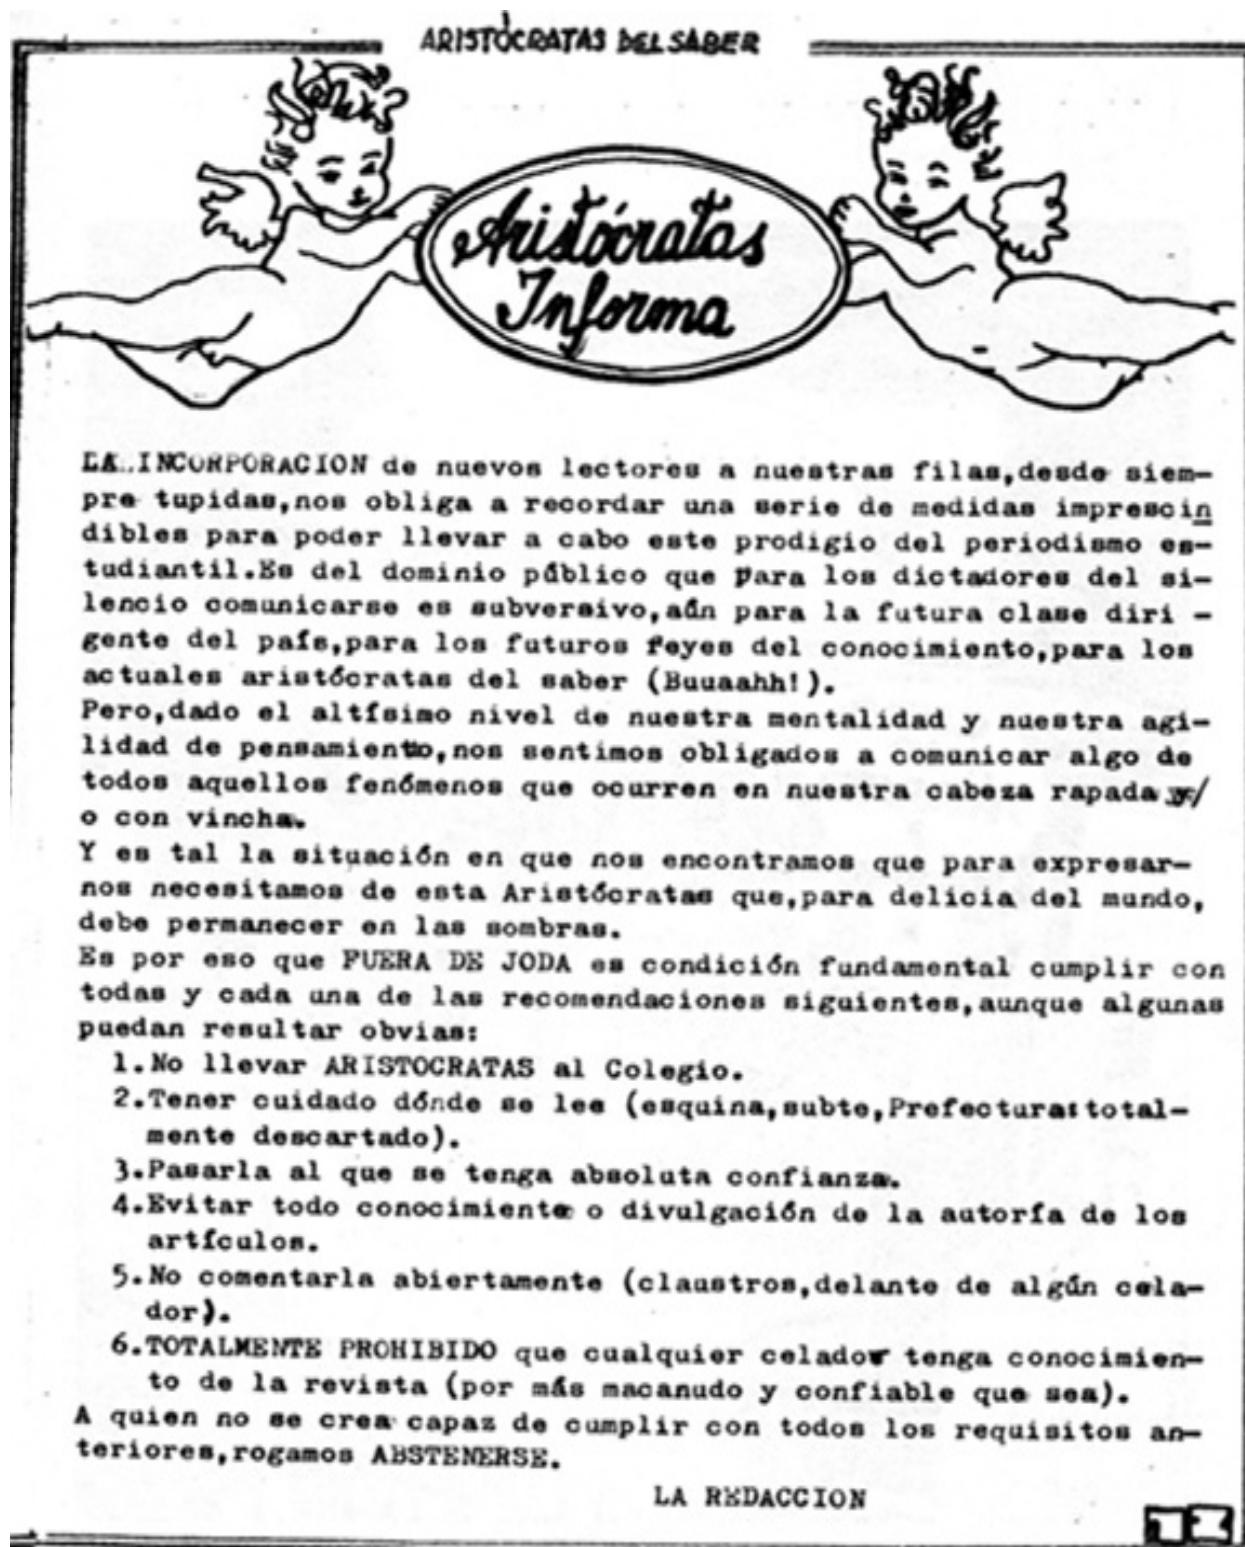 ARISTÓCRATAS DEL SABER
Aristócratas
Informa
LA INCORPORACION de nuevos lectores a nuestras filas,desde siem-
pre tupidas,nos obliga a recordar una serie de medidas imprescin
dibles para poder llevar a cabo este prodigio del periodismo es-
tudiantil.Es del dominio público que para los dictadores del si-
lencio comunicarse es subversivo,aún para la futura clase diri -
gente del país,para los futuros reyes del conocimiento,para los
actuales aristócratas del saber (Buuaahh!).
Pero,dado el altísimo nivel de nuestra mentalidad y nuestra agi-
lidad de pensamiento,nos sentimos obligados a comunicar algo de
todos aquellos fenómenos que ocurren en nuestra cabeza rapada y/
o con vincha.
Y es tal la situación en que nos encontramos que para expresar-
nos necesitamos de esta Aristócratas que,para delicia del mundo,
debe permanecer en las sombras.
Es por eso que FUERA DE JODA es condición fundamental cumplir con
todas y cada una de las recomendaciones siguientes,aunque algunas
puedan resultar obvias:
1.No llevar ARISTOCRATAS al Colegio.
2.Tener cuidado dónde se lee (esquina,subte,Prefectura:total-
mente descartado).
3.Pasarla al que se tenga absoluta confianza.
4.Evitar todo conocimiento o divulgación de la autoría de los
artículos.
5.No comentarla abiertamente (claustros,delante de algún cela-
dor).
6.TOTALMENTE PROHIBIDO que cualquier celador tenga conocimien-
to de la revista (por más macanudo y confiable que sea).
A quien no se crea capaz de cumplir con todos los requisitos an-
teriores,rogamos ABSTENERSE.
LA REDACCION